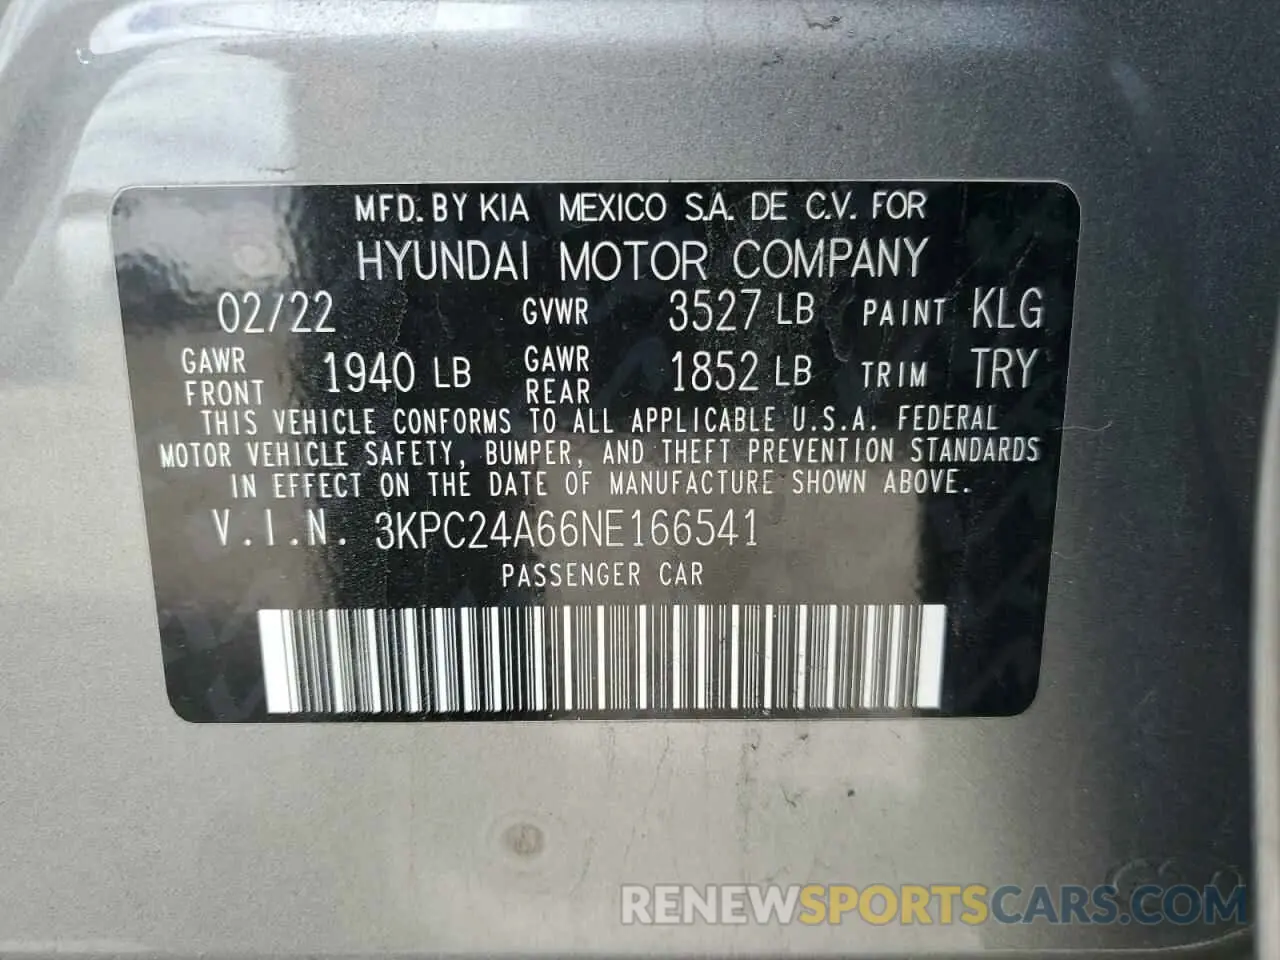 MFD. BY KIA MEXICO S.A. DE C.V. FOR
HYUNDAI MOTOR COMPANY
02/22 GVWR 3527 LB PAINT KLG
GAWR FRONT 1940 LB GAWR REAR 1852 LB TRIM TRY
THIS VEHICLE CONFORMS TO ALL APPLICABLE U.S.A. FEDERAL
MOTOR VEHICLE SAFETY, BUMPER, AND THEFT PREVENTION STANDARDS
IN EFFECT ON THE DATE OF MANUFACTURE SHOWN ABOVE.
V.I.N. 3KPC24A66NE166541
PASSENGER CAR
RENEWSPORTSCARS.COM